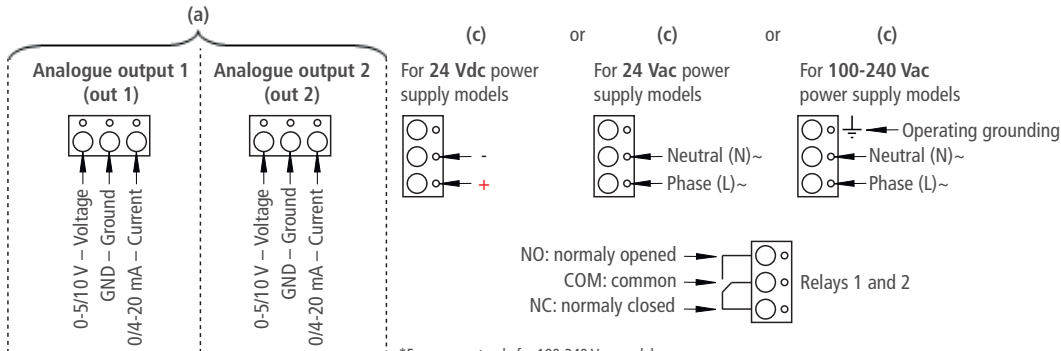 (a)
Analogue output 1
(out 1)
0-5/10 V – Voltage
GND – Ground
0/4-20 mA – Current
Analogue output 2
(out 2)
0-5/10 V – Voltage
GND – Ground
0/4-20 mA – Current
(c)
For 24 Vdc power
supply models
-
+
or
(c)
For 24 Vac power
supply models
Neutral (N)~
Phase (L)~
or
(c)
For 100-240 Vac
power supply models
Operating grounding
Neutral (N)~
Phase (L)~
NO: normaly opened
COM: common
NC: normaly closed
Relays 1 and 2